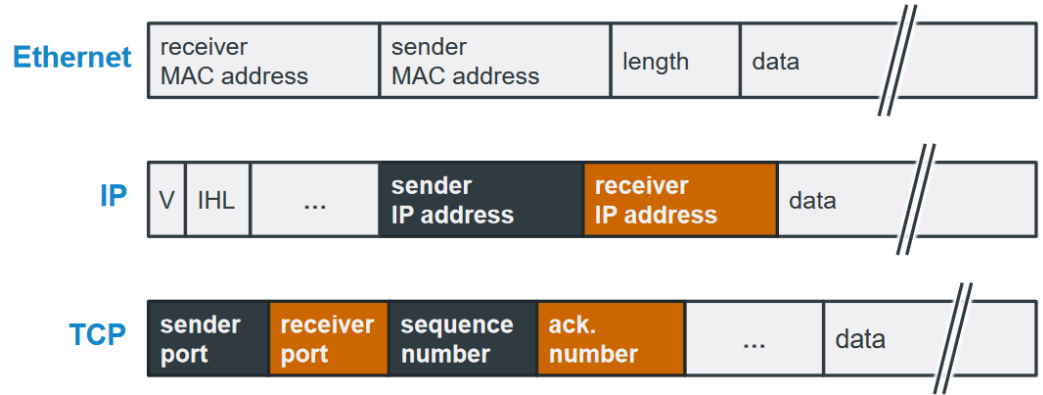 Ethernet
receiver
MAC address
sender
MAC address
length
data
IP
V
IHL
...
sender
IP address
receiver
IP address
data
TCP
sender
port
receiver
port
sequence
number
ack.
number
...
data